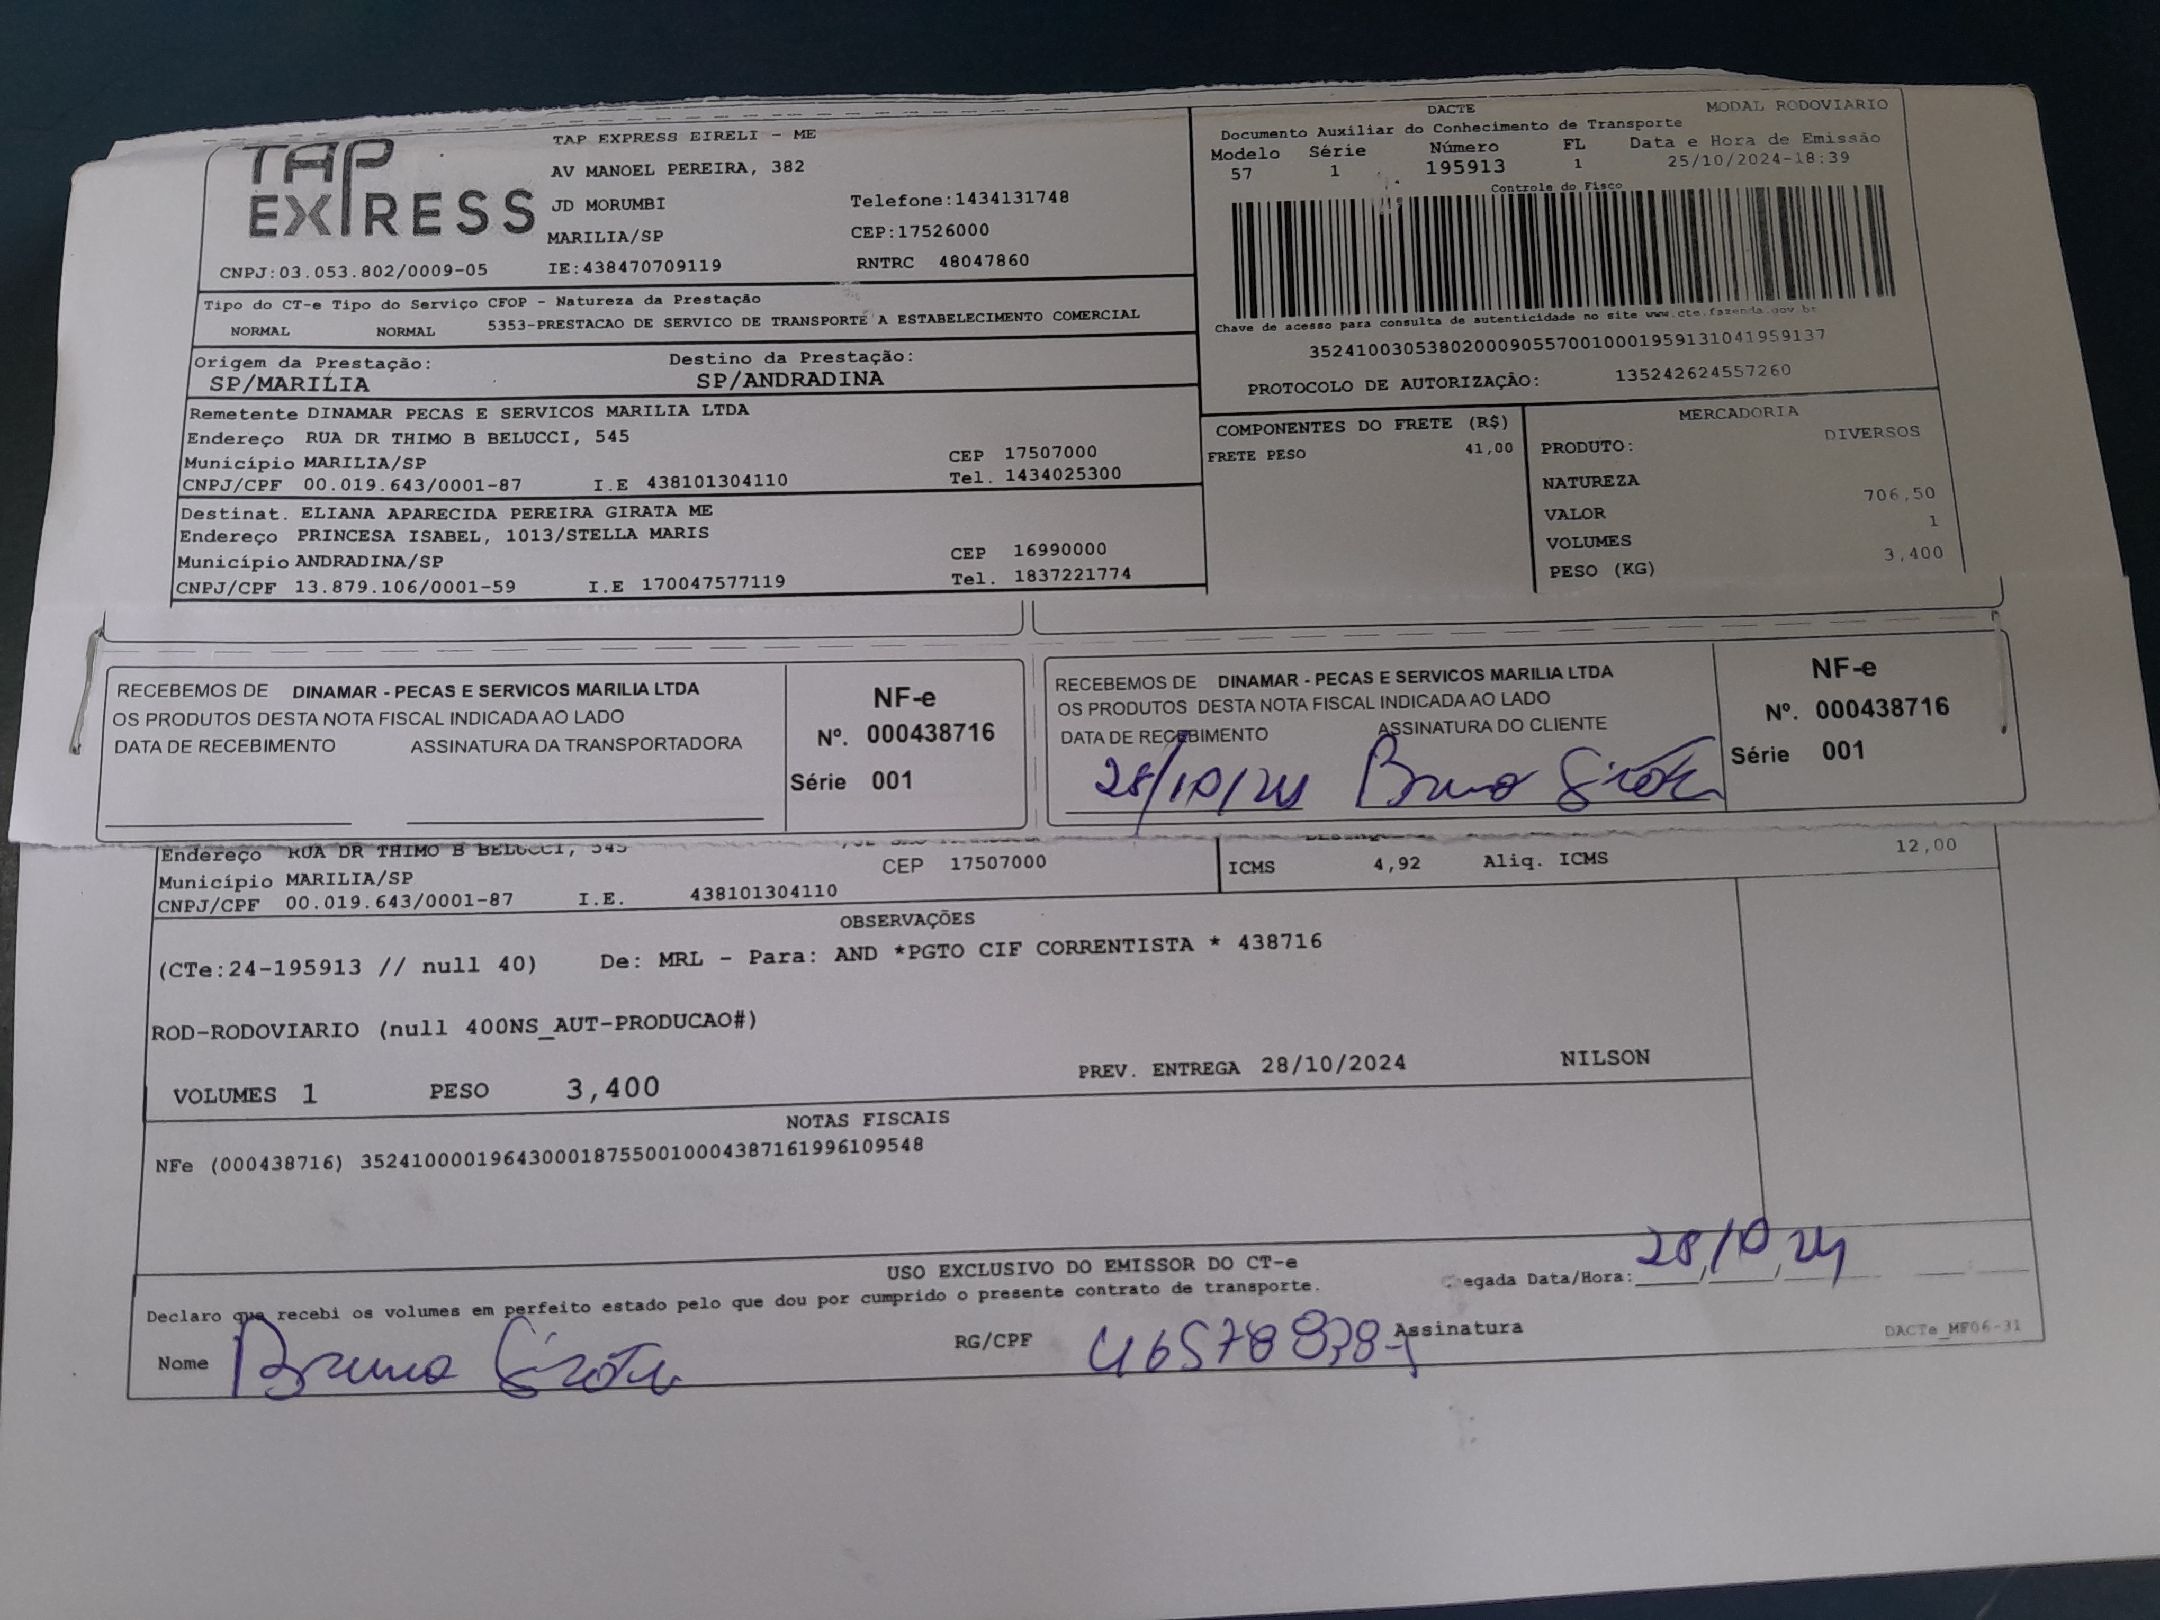 TAP EXPRESS
TAP EXPRESS EIRELI - ME
AV MANOEL PEREIRA, 382
JD MORUMBI Telefone:1434131748
MARILIA/SP CEP:17526000
CNPJ:03.053.802/0009-05 IE:438470709119 RNTRC 48047860
DACTE MODAL RODOVIARIO
Documento Auxiliar do Conhecimento de Transporte
Modelo Série Número FL Data e Hora de Emissão
57 1 195913 1 25/10/2024-18:39
Controle do Fisco
Chave de acesso para consulta de autenticidade no site www.cte.fazenda.gov.br
35241003053802000905570010001959131041959137
PROTOCOLO DE AUTORIZAÇÃO: 135242624557260
Tipo do CT-e Tipo do Serviço CFOP - Natureza da Prestação
NORMAL NORMAL 5353-PRESTACAO DE SERVICO DE TRANSPORTE A ESTABELECIMENTO COMERCIAL
Origem da Prestação: Destino da Prestação:
SP/MARILIA SP/ANDRADINA
Remetente DINAMAR PECAS E SERVICOS MARILIA LTDA
Endereço RUA DR THIMO B BELUCCI, 545
Município MARILIA/SP CEP 17507000
CNPJ/CPF 00.019.643/0001-87 I.E 438101304110 Tel. 1434025300
Destinat. ELIANA APARECIDA PEREIRA GIRATA ME
Endereço PRINCESA ISABEL, 1013/STELLA MARIS
Município ANDRADINA/SP CEP 16990000
CNPJ/CPF 13.879.106/0001-59 I.E 170047577119 Tel. 1837221774
COMPONENTES DO FRETE (R$)
FRETE PESO 41,00
MERCADORIA
PRODUTO: DIVERSOS
NATUREZA
VALOR 706,50
VOLUMES 1
PESO (KG) 3,400
RECEBEMOS DE DINAMAR - PECAS E SERVICOS MARILIA LTDA
OS PRODUTOS DESTA NOTA FISCAL INDICADA AO LADO
DATA DE RECEBIMENTO ASSINATURA DA TRANSPORTADORA
NF-e
Nº. 000438716
Série 001
RECEBEMOS DE DINAMAR - PECAS E SERVICOS MARILIA LTDA
OS PRODUTOS DESTA NOTA FISCAL INDICADA AO LADO
DATA DE RECEBIMENTO ASSINATURA DO CLIENTE
28/10/24 Bruno
NF-e
Nº. 000438716
Série 001
Endereço RUA DR THIMO B BELUCCI, 545
Município MARILIA/SP CEP 17507000
CNPJ/CPF 00.019.643/0001-87 I.E. 438101304110
ICMS 4,92 Aliq. ICMS 12,00
OBSERVAÇÕES
(CTe:24-195913 // null 40) De: MRL - Para: AND *PGTO CIF CORRENTISTA * 438716
ROD-RODOVIARIO (null 400NS_AUT-PRODUCAO#)
VOLUMES 1 PESO 3,400 PREV. ENTREGA 28/10/2024 NILSON
NOTAS FISCAIS
NFe (000438716) 35241000019643000187550010004387161996109548
USO EXCLUSIVO DO EMISSOR DO CT-e
Declaro que recebi os volumes em perfeito estado pelo que dou por cumprido o presente contrato de transporte.
egada Data/Hora: 28/10/24
Nome Bruno RG/CPF Assinatura
DACTe_MF06-31